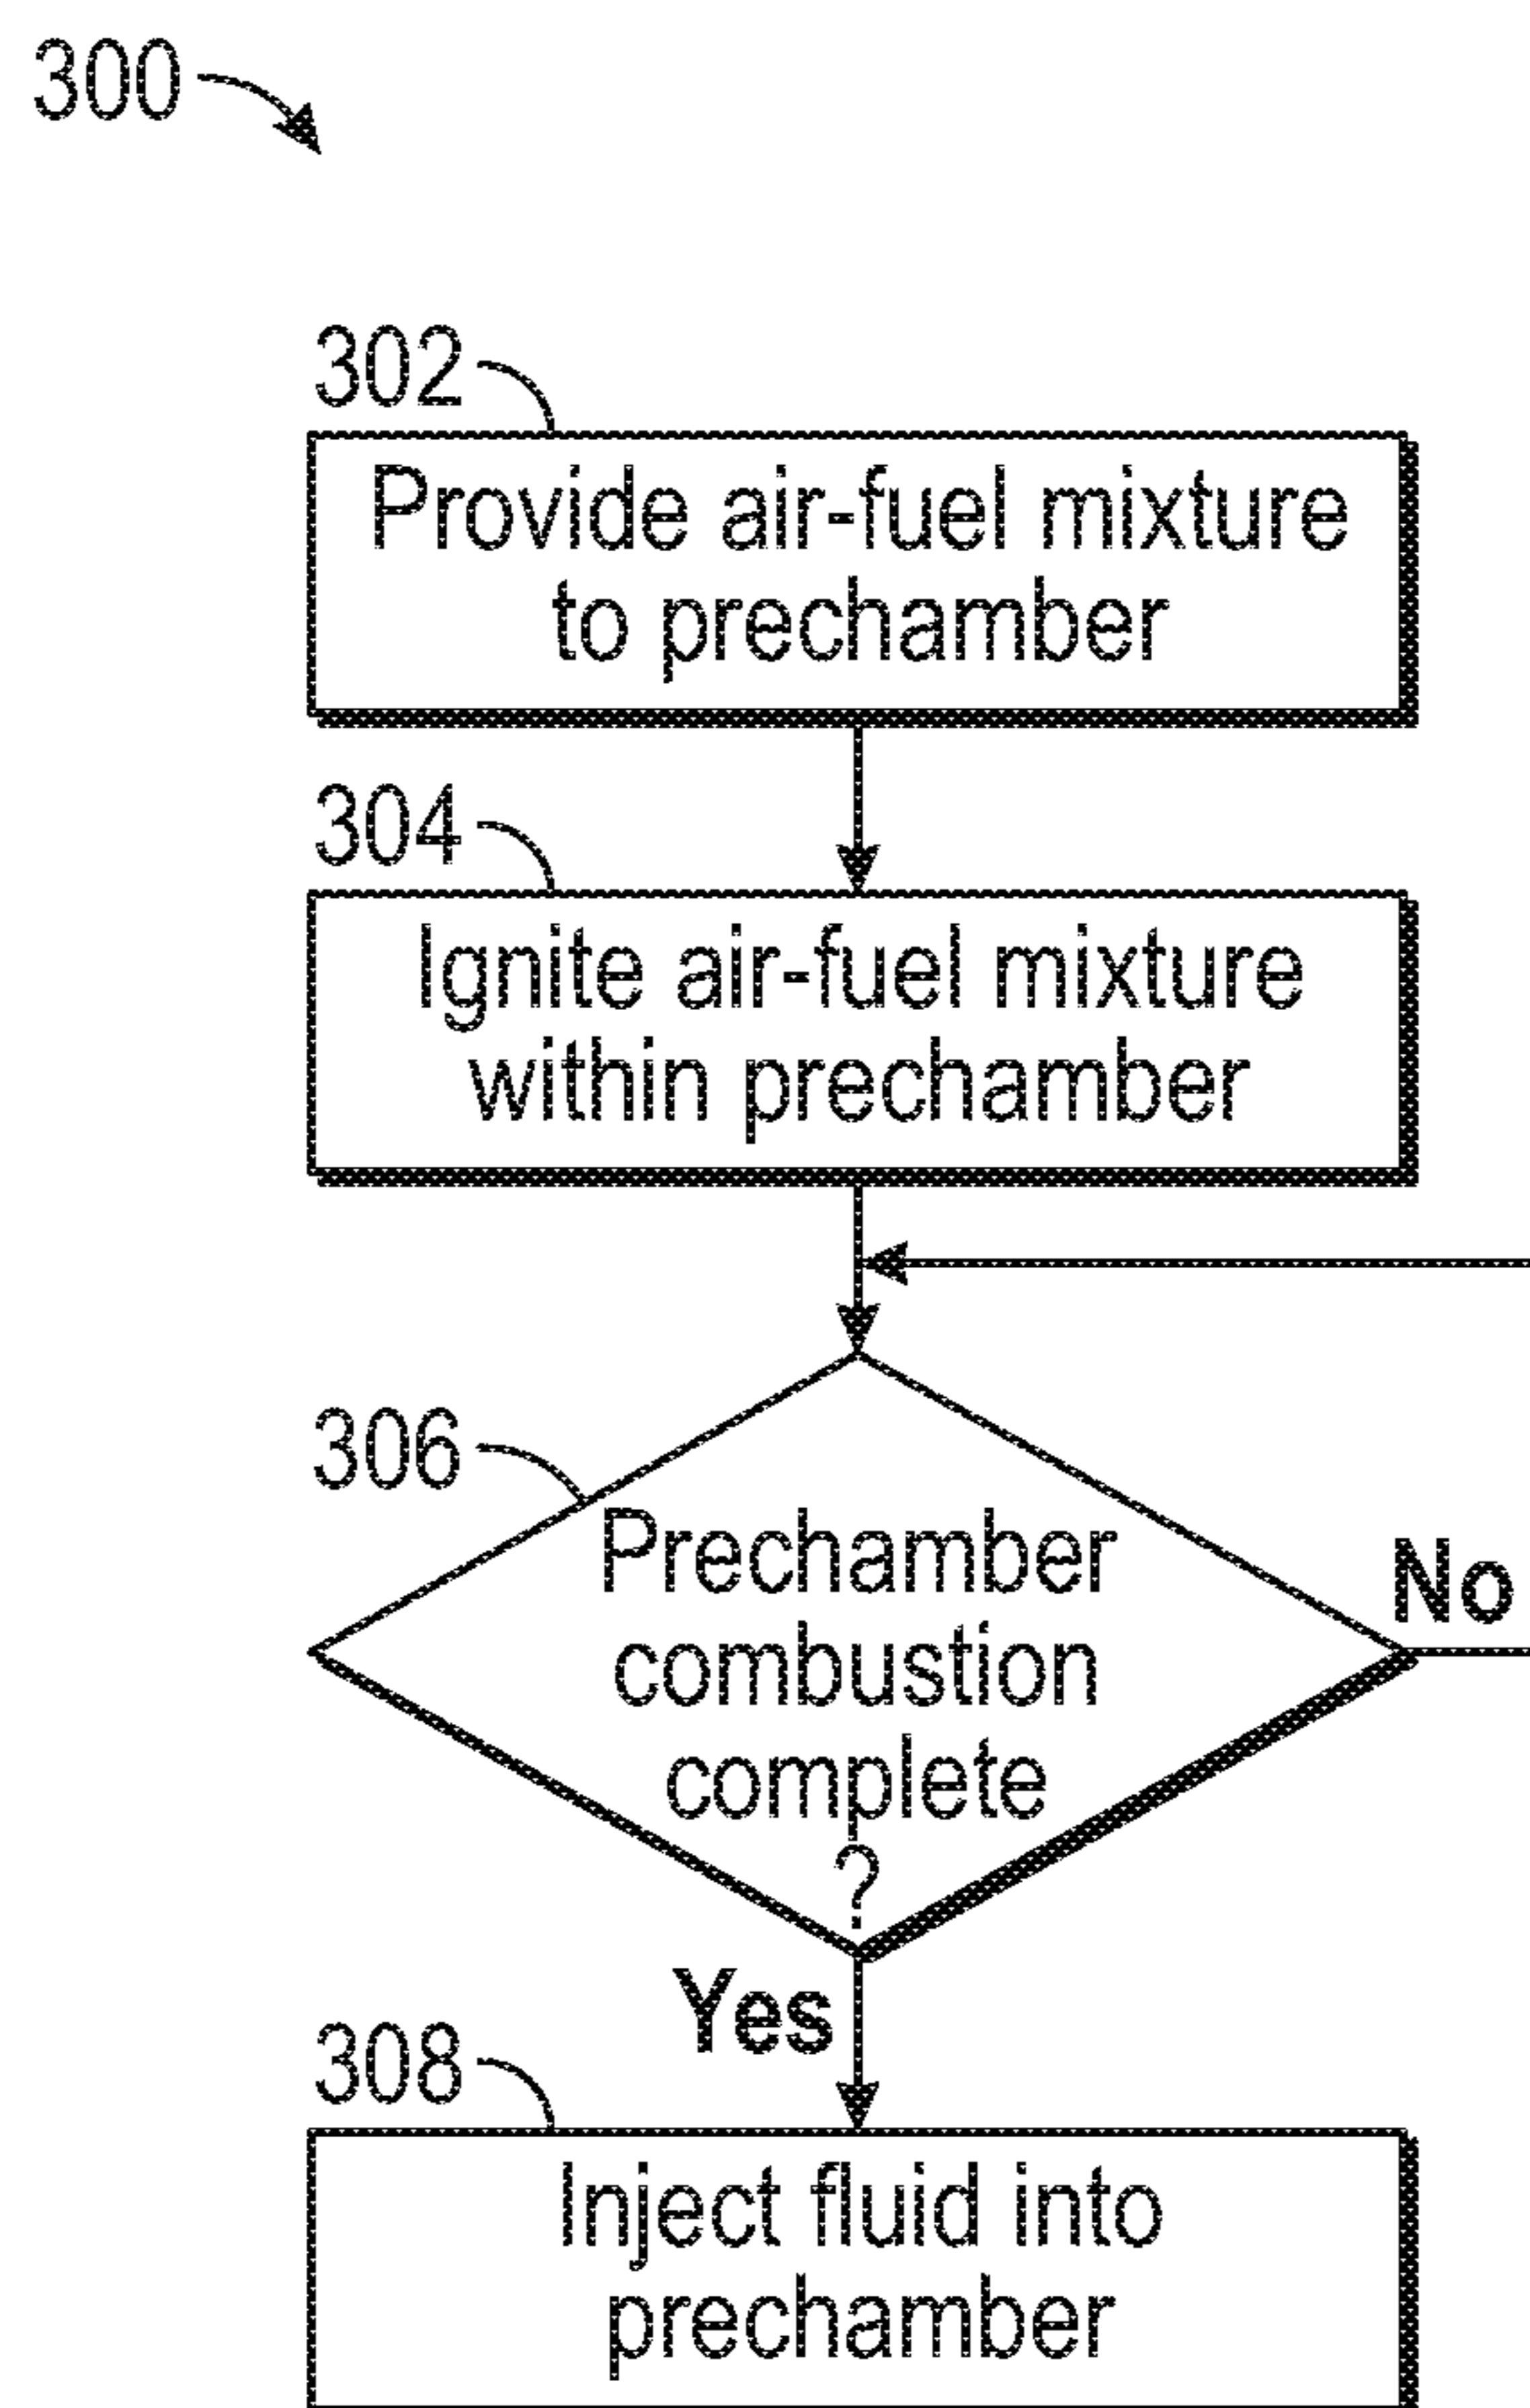 300
302
Provide air-fuel mixture
to prechamber
304
Ignite air-fuel mixture
within prechamber
306
Prechamber
combustion
complete
?
No
Yes
308
Inject fluid into
prechamber